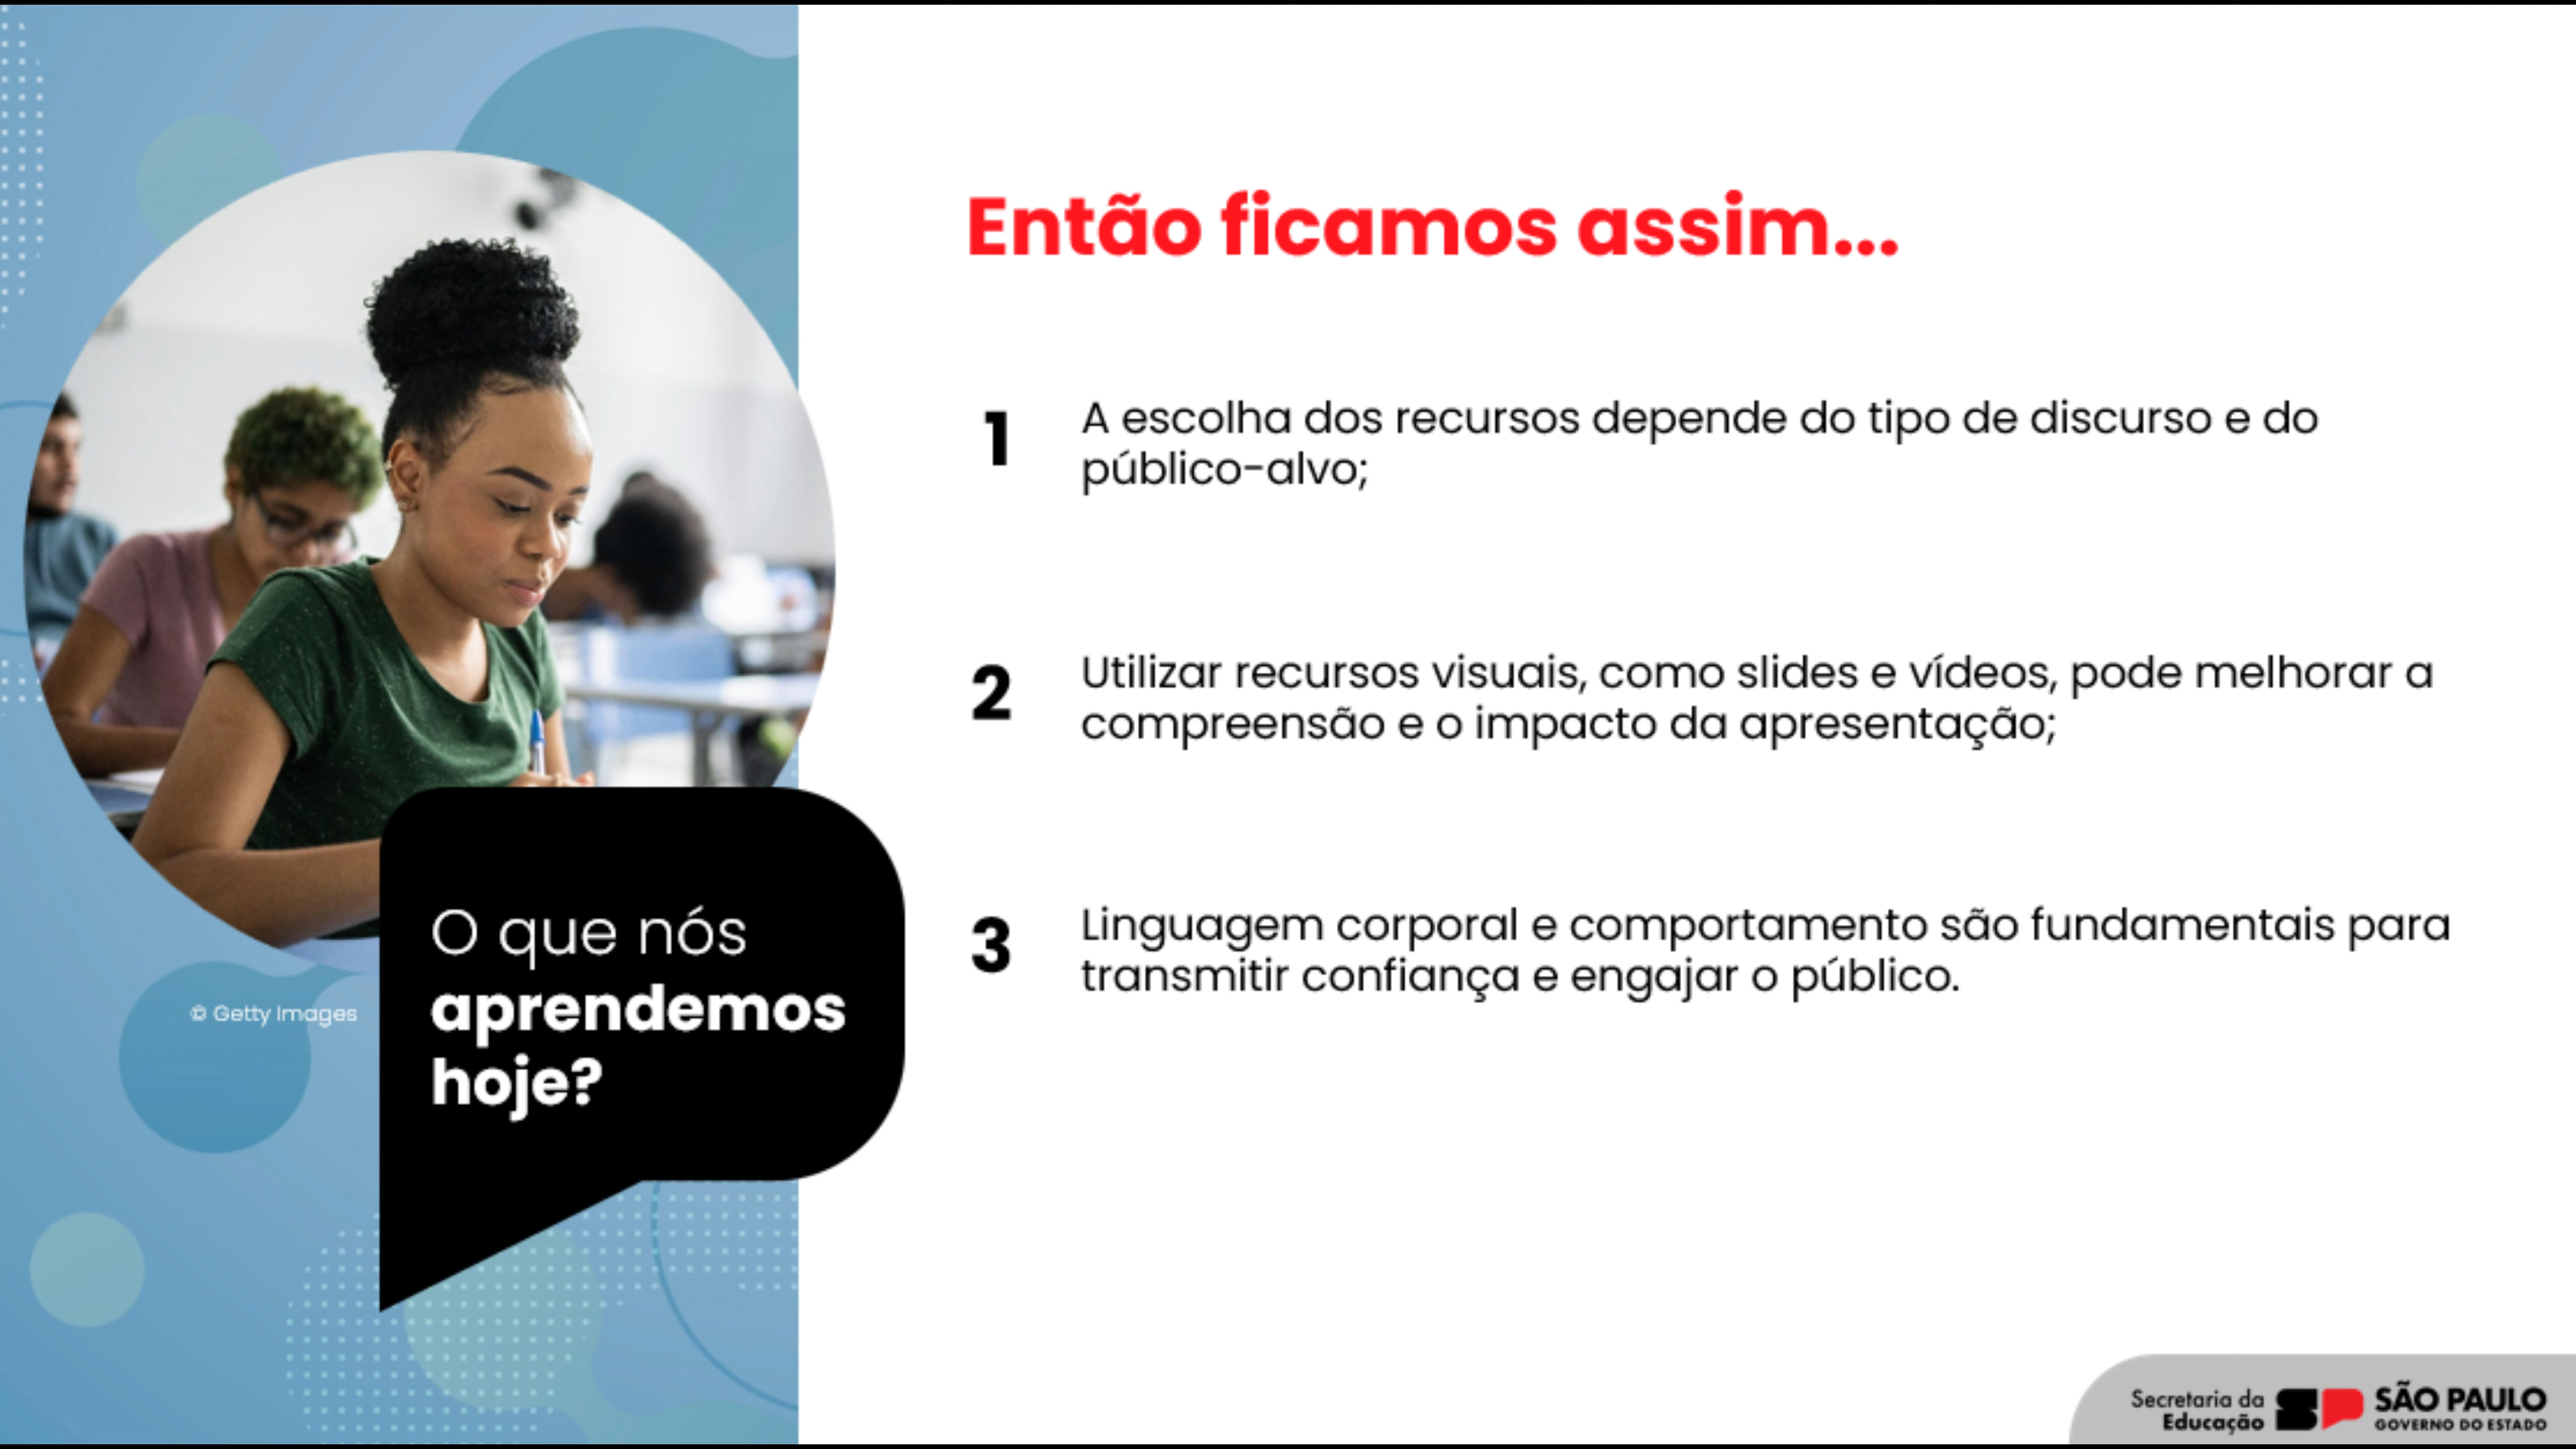 Então ficamos assim...
1
A escolha dos recursos depende do tipo de discurso e do
público-alvo;
2
Utilizar recursos visuais, como slides e vídeos, pode melhorar a
compreensão e o impacto da apresentação;
3
Linguagem corporal e comportamento são fundamentais para
transmitir confiança e engajar o público.
O que nós
aprendemos
hoje?
© Getty Images
Secretaria da
Educação
SP
SÃO PAULO
GOVERNO DO ESTADO